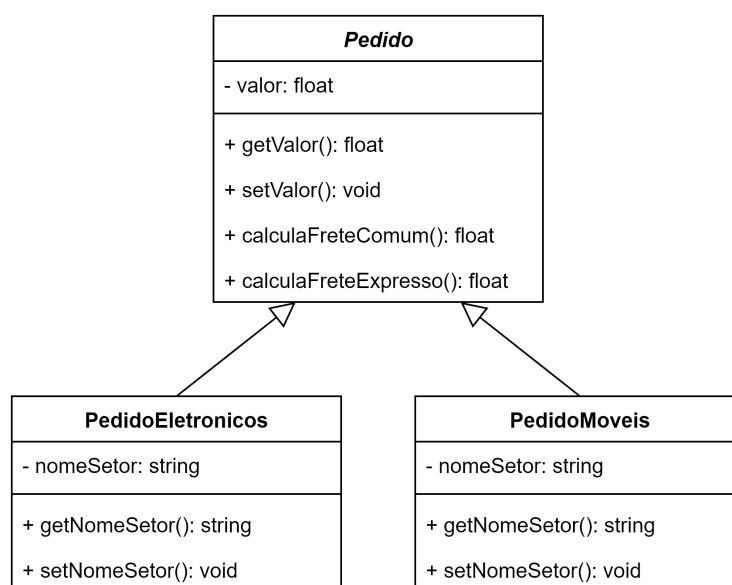 Pedido
- valor: float
+ getValor(): float
+ setValor(): void
+ calculaFreteComum(): float
+ calculaFreteExpresso(): float
PedidoEletronicos
- nomeSetor: string
+ getNomeSetor(): string
+ setNomeSetor(): void
PedidoMoveis
- nomeSetor: string
+ getNomeSetor(): string
+ setNomeSetor(): void